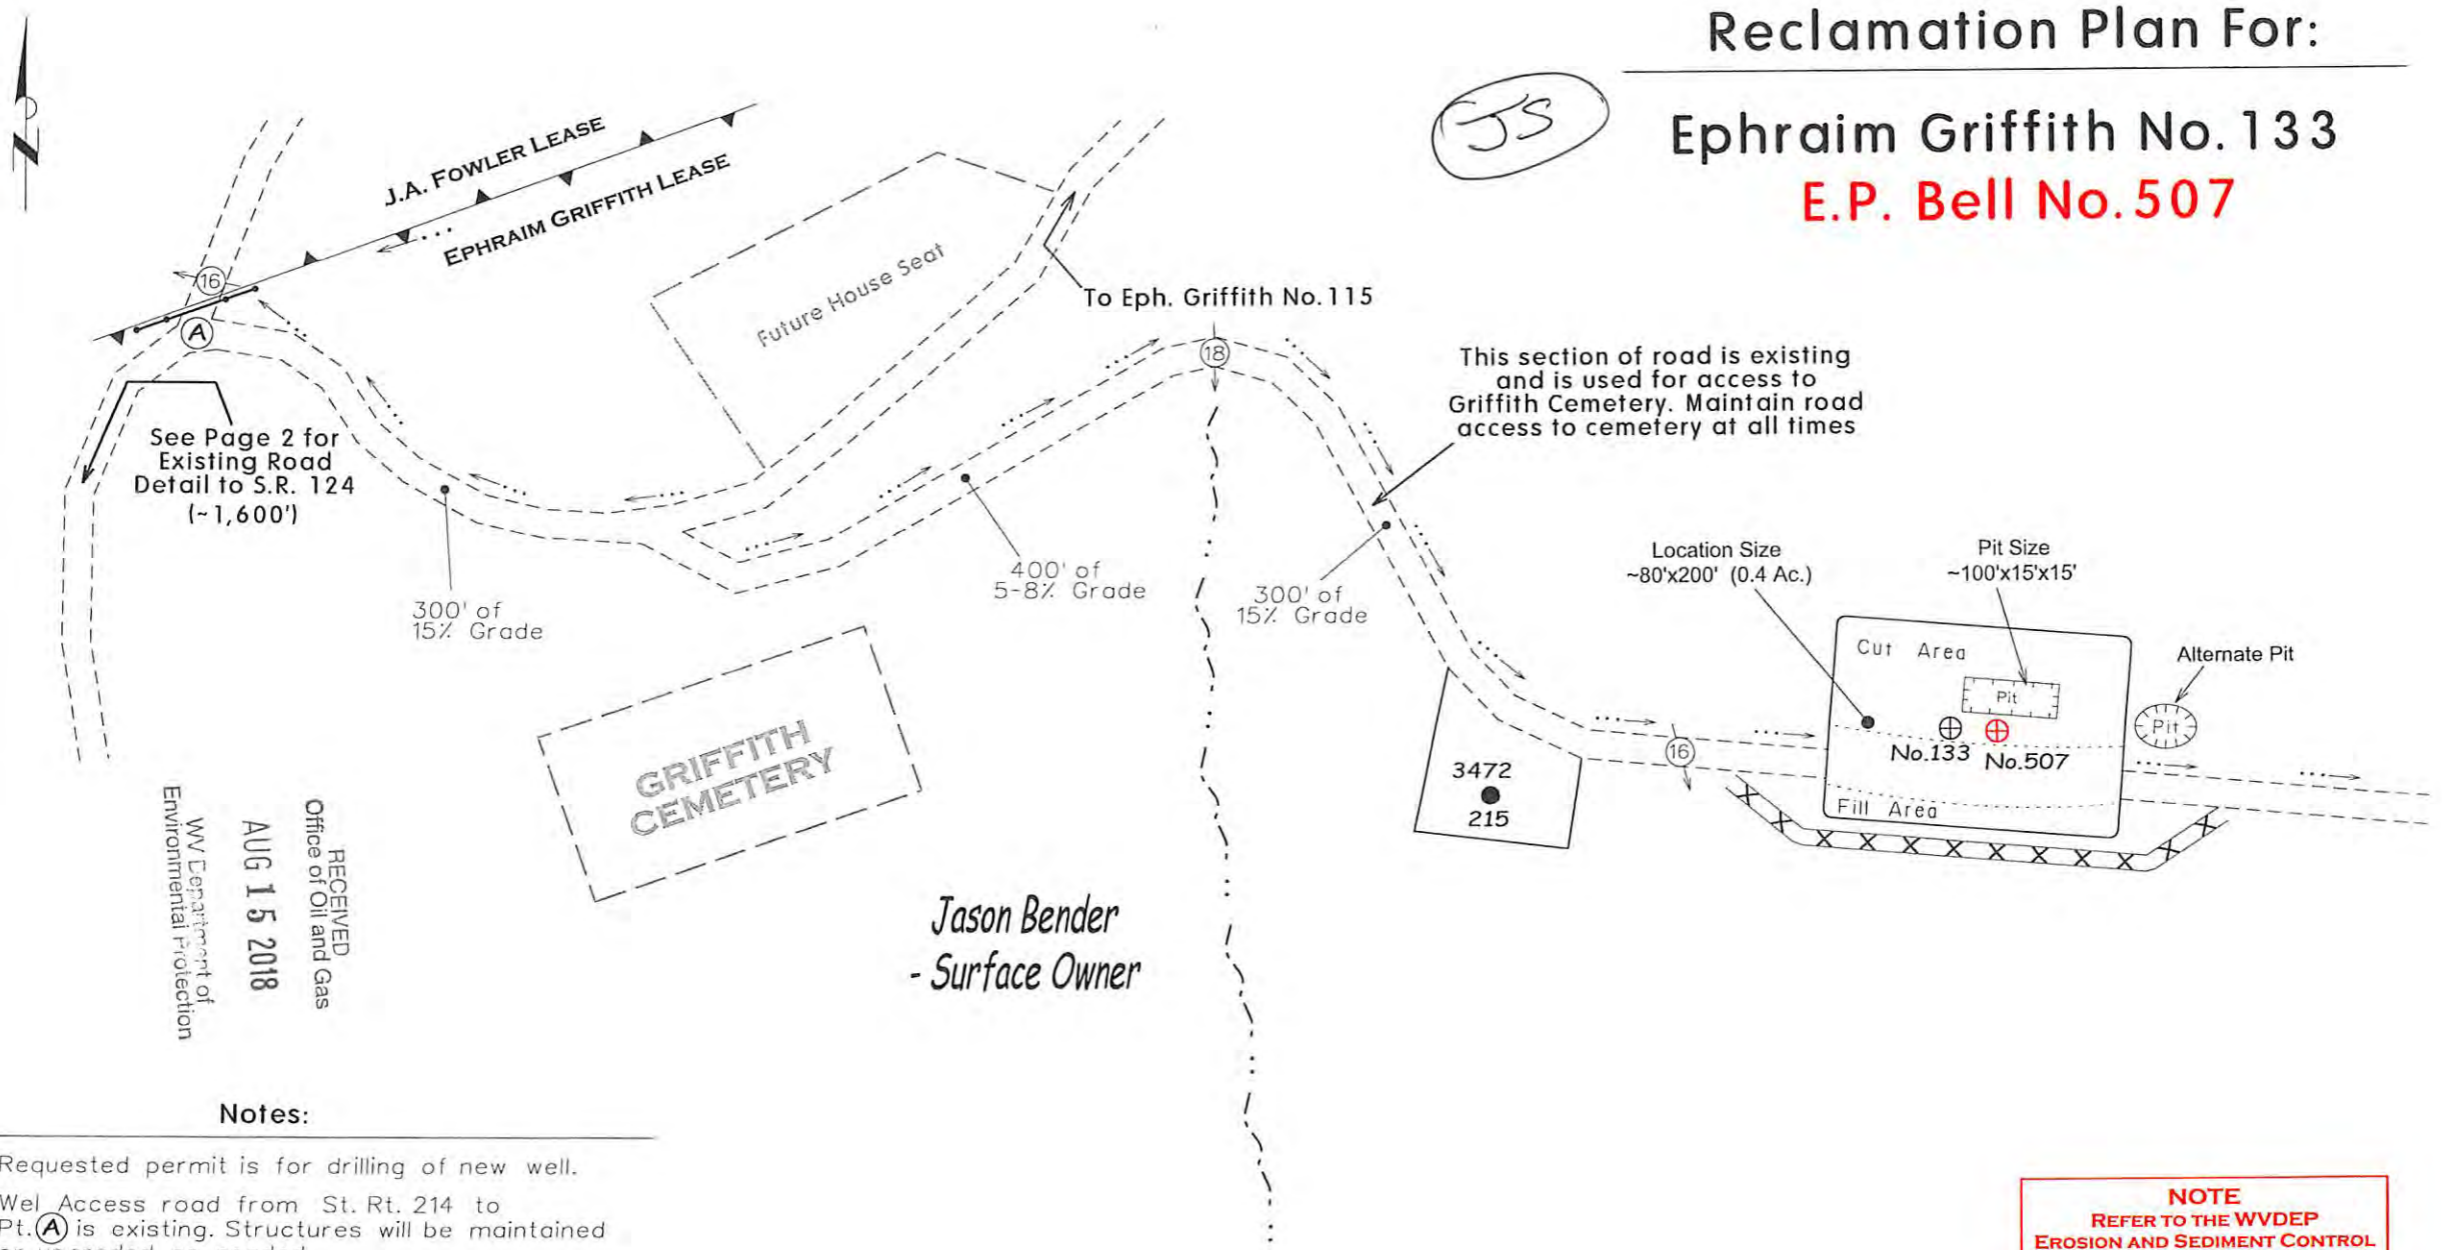 Reclamation Plan For:
JS
Ephraim Griffith No. 133
E.P. Bell No. 507
N
J.A. FOWLER LEASE
EPHRAIM GRIFFITH LEASE
16
A
Future House Seat
To Eph. Griffith No. 115
18
This section of road is existing
and is used for access to
Griffith Cemetery. Maintain road
access to cemetery at all times
See Page 2 for
Existing Road
Detail to S.R. 124
(~1,600')
300' of
15% Grade
400' of
5-8% Grade
300' of
15% Grade
Location Size
~80'x200' (0.4 Ac.)
Pit Size
~100'x15'x15'
Cut Area
Pit
Alternate Pit
Pit
No.133
No.507
Fill Area
16
3472
215
GRIFFITH
CEMETERY
RECEIVED
Office of Oil and Gas
AUG 15 2018
WV Department of
Environmental Protection
Jason Bender
- Surface Owner
Notes:
Requested permit is for drilling of new well.
Wel Access road from St. Rt. 214 to
Pt. A is existing. Structures will be maintained
NOTE
REFER TO THE WVDEP
EROSION AND SEDIMENT CONTROL